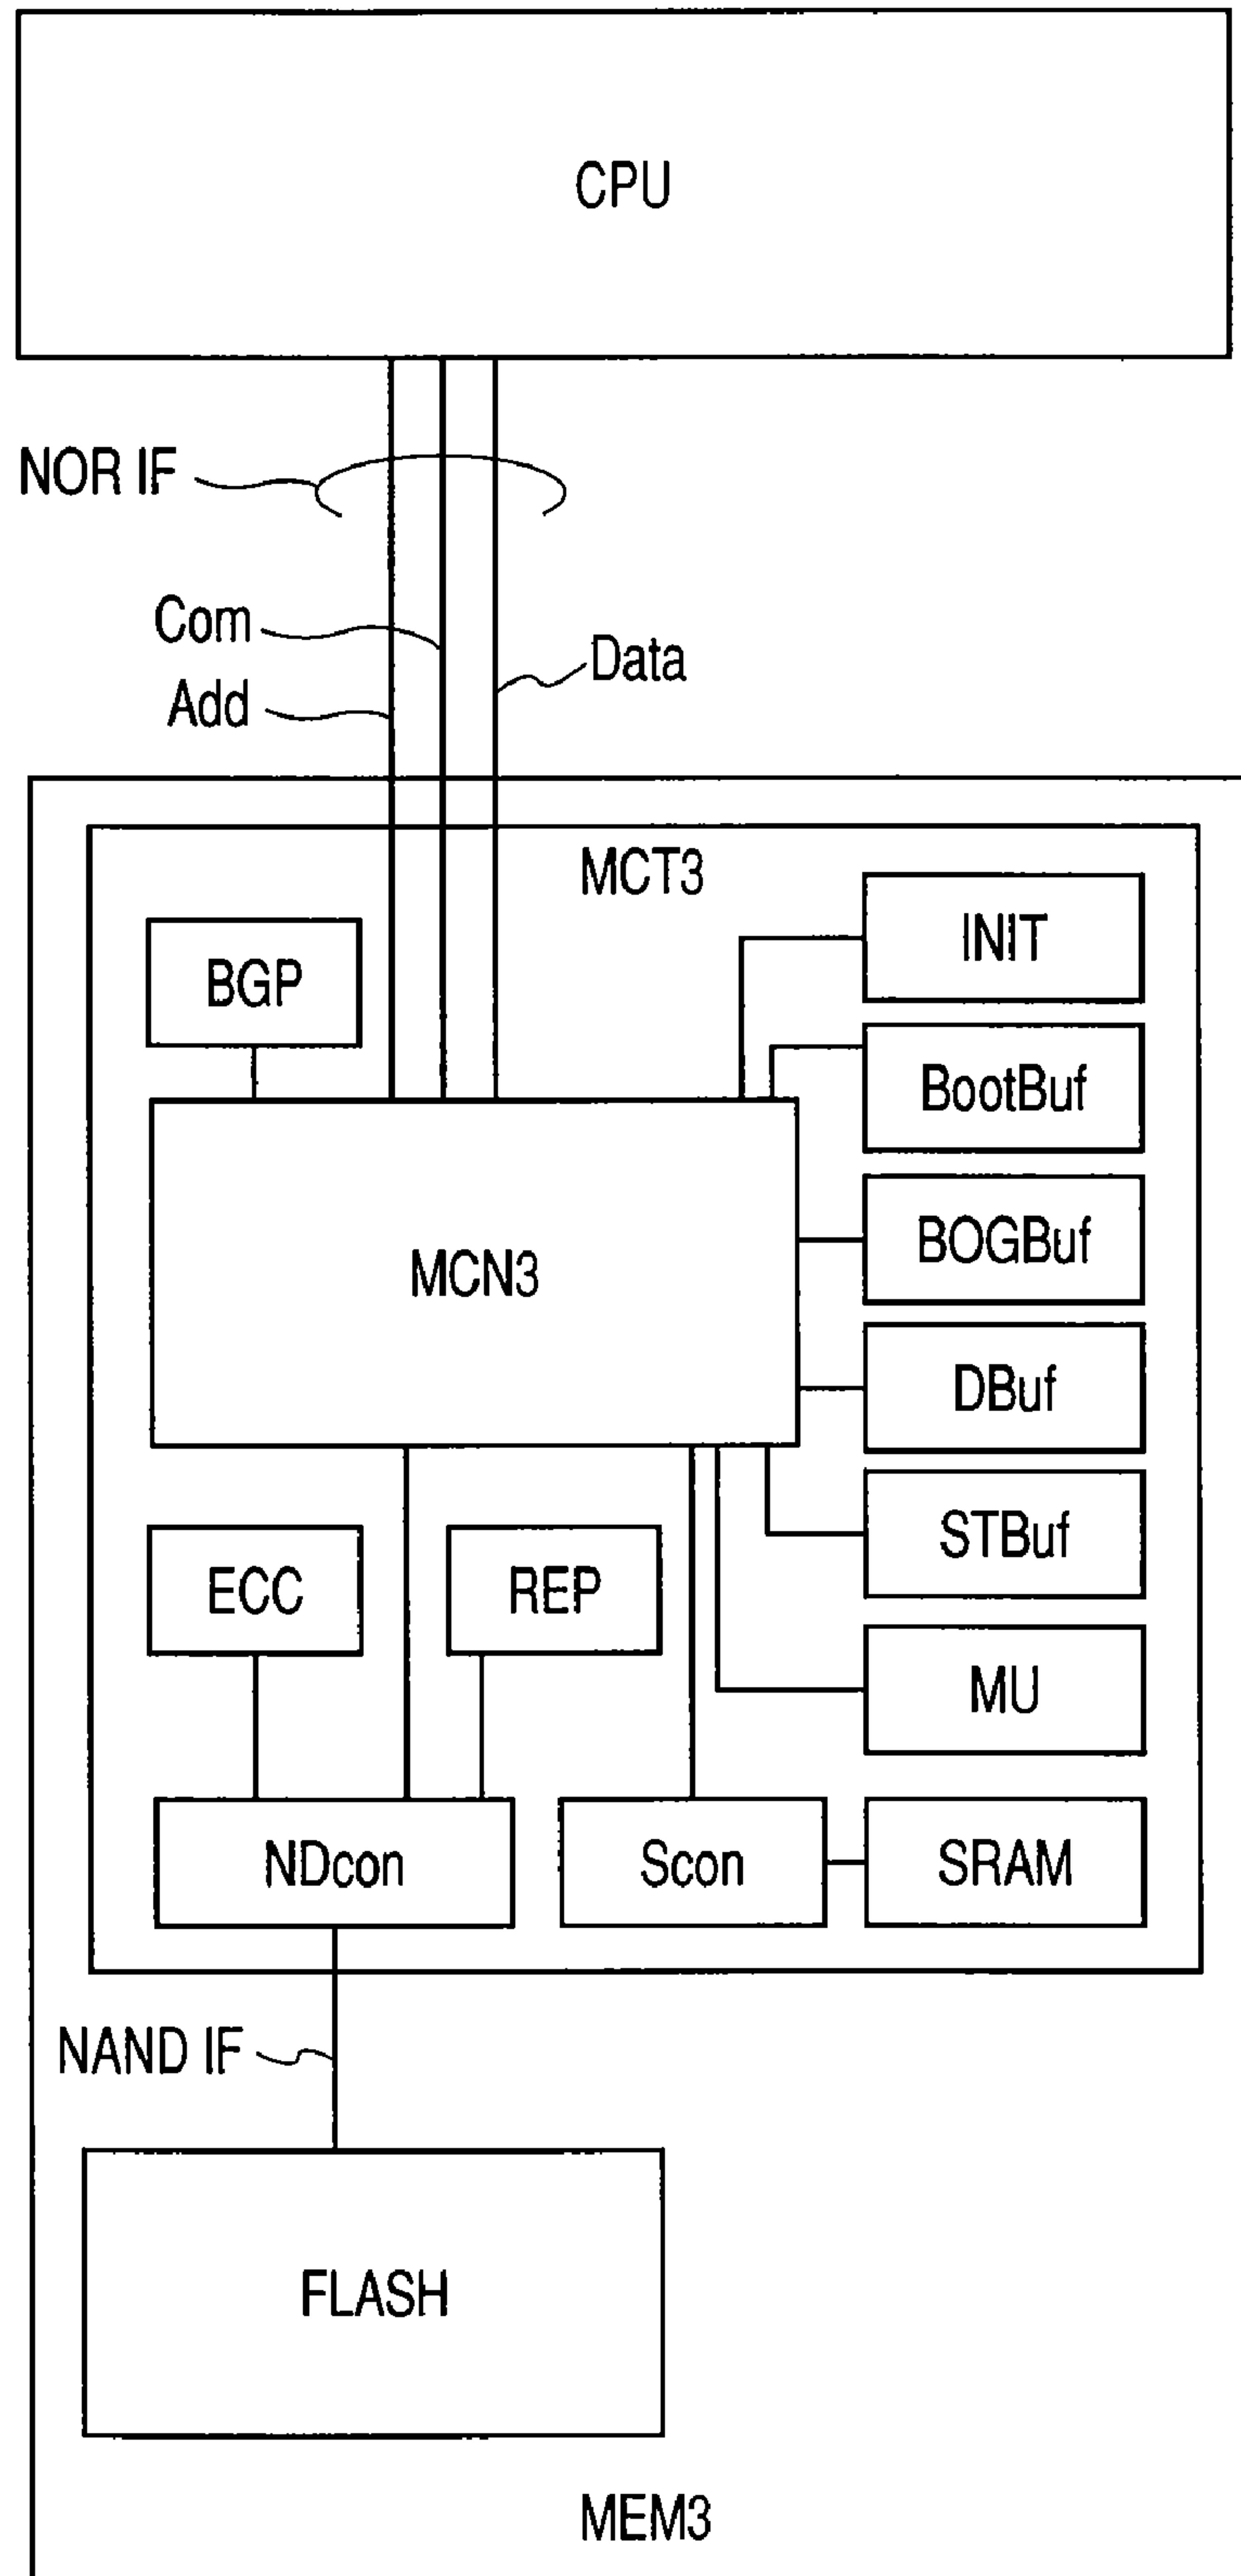 CPU
NOR IF
Com
Data
Add
MCT3
INIT
BGP
BootBuf
BOGBuf
MCN3
DBuf
STBuf
ECC
REP
MU
NDcon
Scon
SRAM
NAND IF
FLASH
MEM3